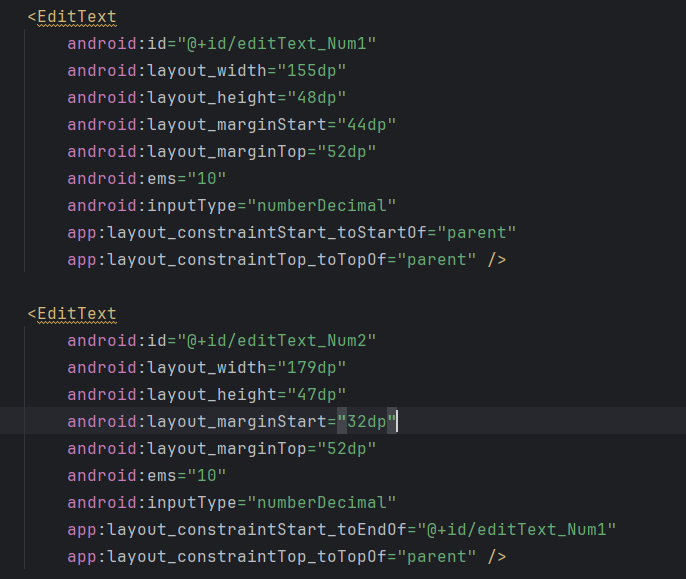 <EditText
android:id="@+id/editText_Num1"
android:layout_width="155dp"
android:layout_height="48dp"
android:layout_marginStart="44dp"
android:layout_marginTop="52dp"
android:ems="10"
android:inputType="numberDecimal"
app:layout_constraintStart_toStartOf="parent"
app:layout_constraintTop_toTopOf="parent" />
<EditText
android:id="@+id/editText_Num2"
android:layout_width="179dp"
android:layout_height="47dp"
android:layout_marginStart="32dp"
android:layout_marginTop="52dp"
android:ems="10"
android:inputType="numberDecimal"
app:layout_constraintStart_toEndOf="@+id/editText_Num1"
app:layout_constraintTop_toTopOf="parent" />